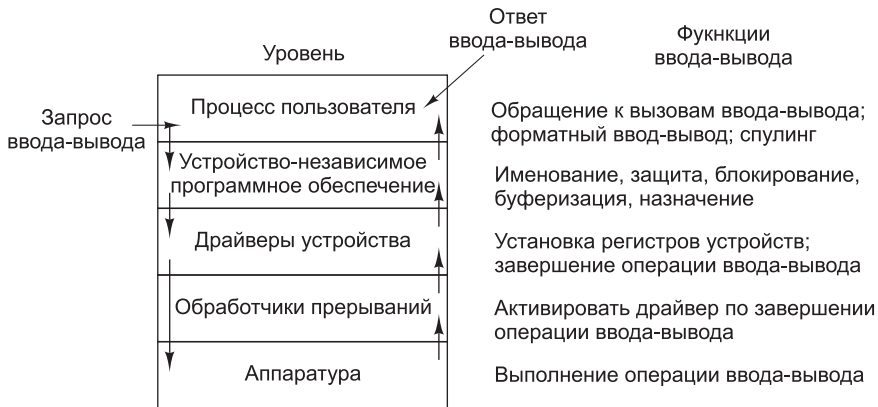 Ответ
ввода-вывода
Фукнкции
ввода-вывода
Уровень
Запрос
ввода-вывода
Процесс пользователя
Обращение к вызовам ввода-вывода;
форматный ввод-вывод; спулинг
Устройство-независимое
программное обеспечение
Именование, защита, блокирование,
буферизация, назначение
Драйверы устройства
Установка регистров устройств;
завершение операции ввода-вывода
Обработчики прерываний
Активировать драйвер по завершении
операции ввода-вывода
Аппаратура
Выполнение операции ввода-вывода